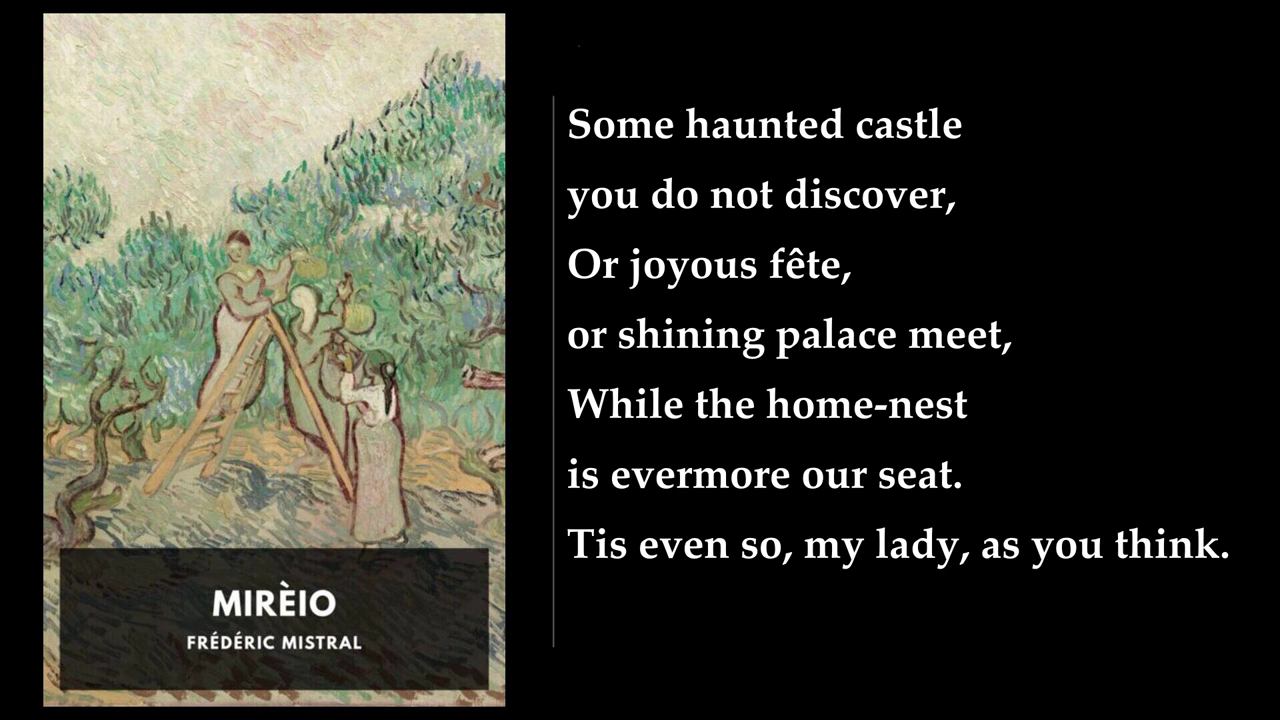 MIRÈIO
FRÉDÉRIC MISTRAL
Some haunted castle
you do not discover,
Or joyous fête,
or shining palace meet,
While the home-nest
is evermore our seat.
Tis even so, my lady, as you think.